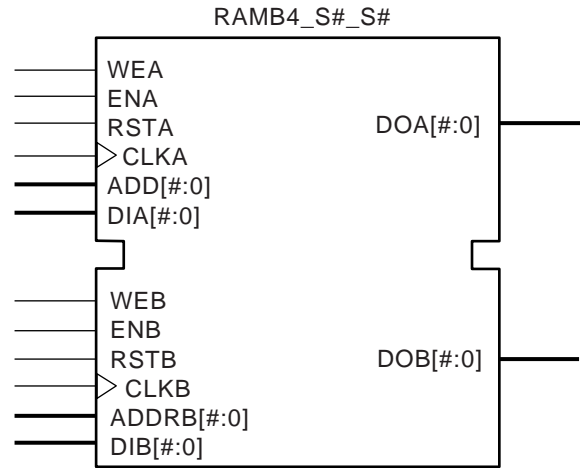 RAMB4_S#_S#
WEA
ENA
RSTA
CLKA
ADD[#:0]
DIA[#:0]
DOA[#:0]
WEB
ENB
RSTB
CLKB
ADDRB[#:0]
DIB[#:0]
DOB[#:0]